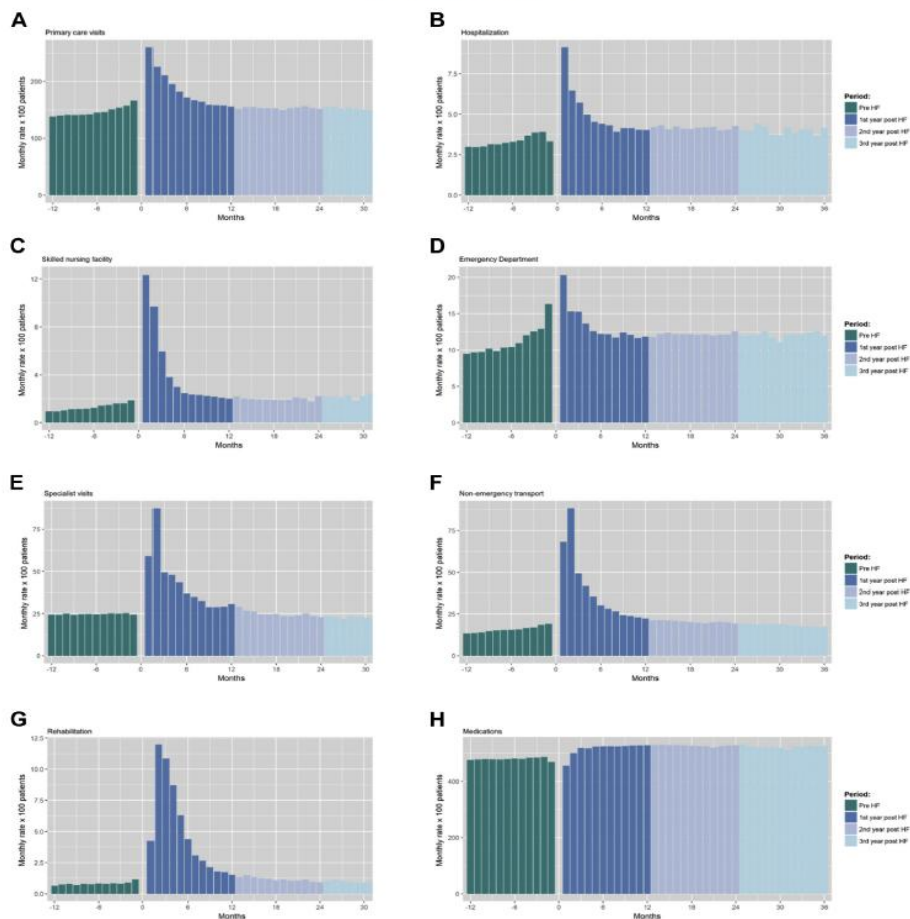 A
Primary care visits
Monthly rate x 100 patients
200
100
0
-12 -6 0 6 12 18 24 30
Months
B
Hospitalization
Monthly rate x 100 patients
7.5
5.0
2.5
0.0
-12 -6 0 6 12 18 24 30 36
Months
Period:
Pre HF
1st year post HF
2nd year post HF
3rd year post HF
C
Skilled nursing facility
Monthly rate x 100 patients
12
8
4
0
-12 -6 0 6 12 18 24 30
Months
D
Emergency Department
Monthly rate x 100 patients
20
15
10
5
0
-12 -6 0 6 12 18 24 30 36
Months
Period:
Pre HF
1st year post HF
2nd year post HF
3rd year post HF
E
Specialist visits
Monthly rate x 100 patients
75
50
25
0
-12 -6 0 6 12 18 24 30
Months
F
Non-emergency transport
Monthly rate x 100 patients
75
50
25
0
-12 -6 0 6 12 18 24 30 36
Months
Period:
Pre HF
1st year post HF
2nd year post HF
3rd year post HF
G
Rehabilitation
Monthly rate x 100 patients
12.5
10.0
7.5
5.0
2.5
0.0
-12 -6 0 6 12 18 24 30
Months
H
Medications
Monthly rate x 100 patients
400
200
0
-12 -6 0 6 12 18 24 30 36
Months
Period:
Pre HF
1st year post HF
2nd year post HF
3rd year post HF